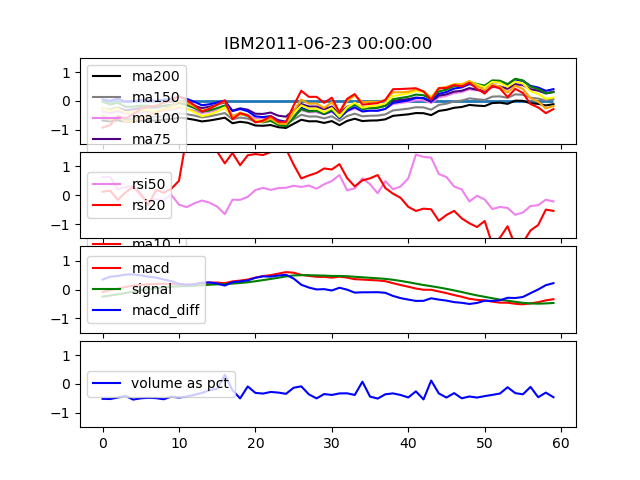 IBM2011-06-23 00:00:00
1
0
−1
ma200
ma150
ma100
ma75
1
0
−1
rsi50
rsi20
ma10
1
0
−1
macd
signal
macd_diff
1
0
−1
volume as pct
0 10 20 30 40 50 60